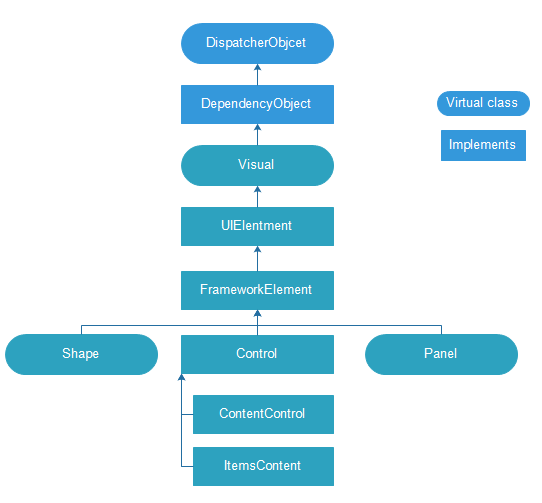 DispatcherObjcet
DependencyObject
Virtual class
Implements
Visual
UIElentment
FrameworkElement
Shape
Control
Panel
ContentControl
ItemsContent